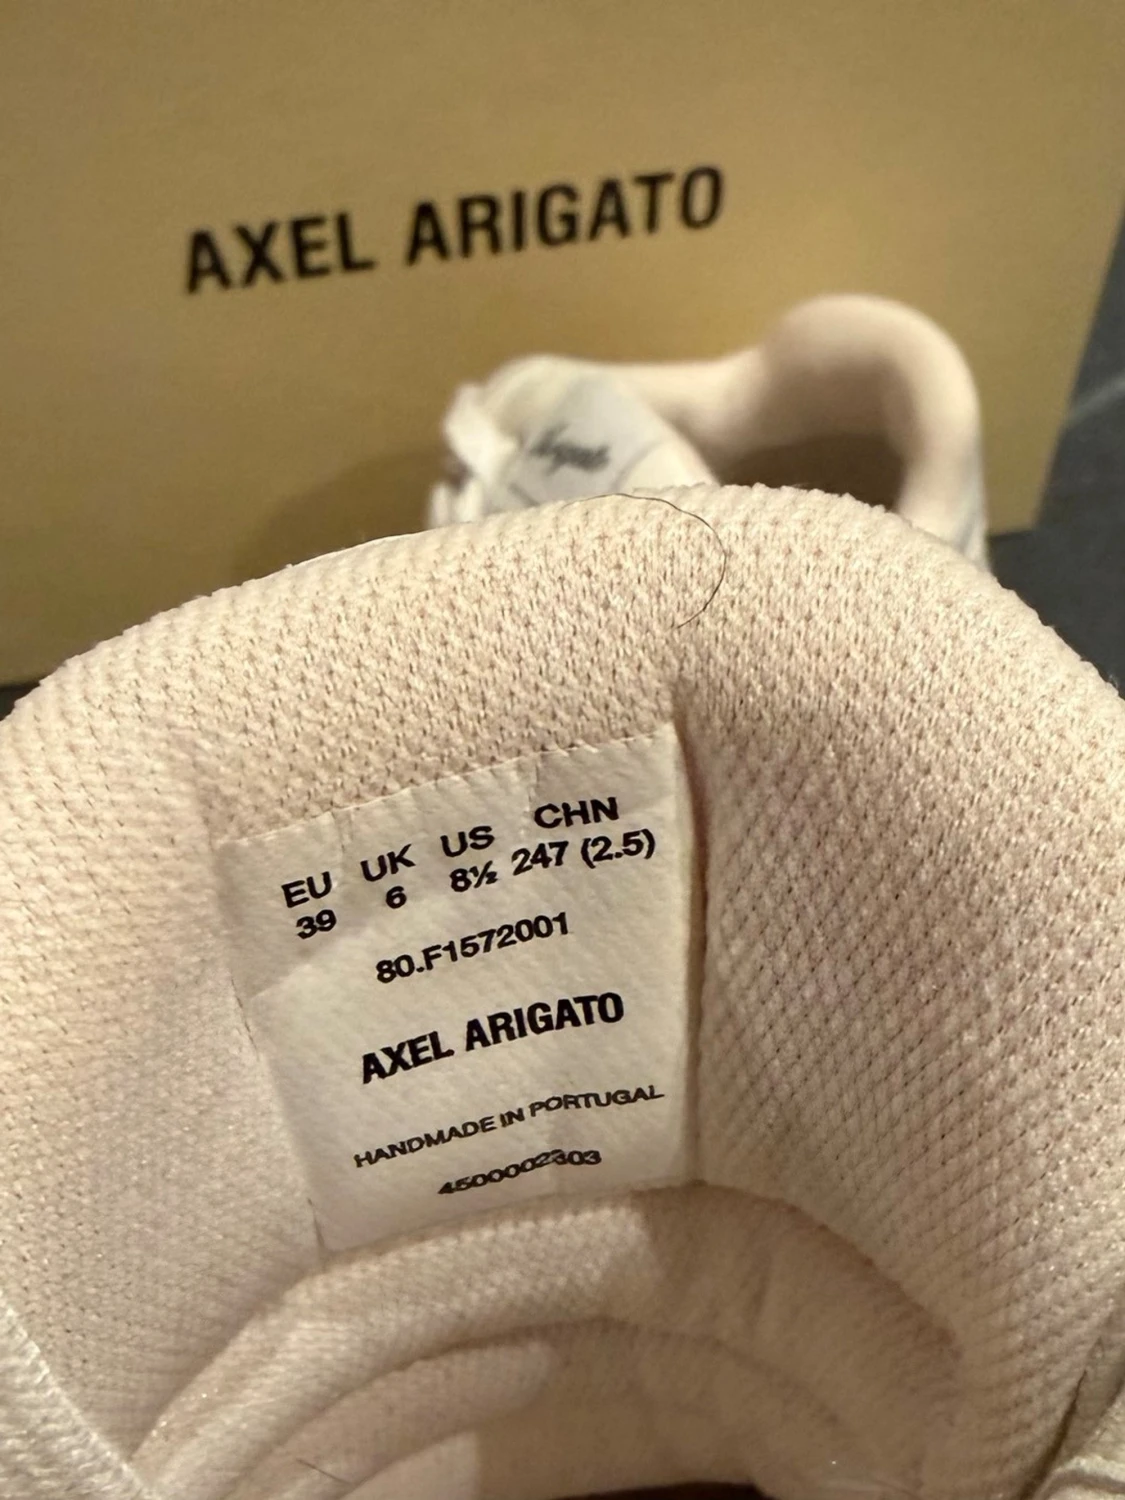 AXEL ARIGATO
EU UK US CHN
39 6 8½ 247 (2.5)
80.F1572001
AXEL ARIGATO
HANDMADE IN PORTUGAL